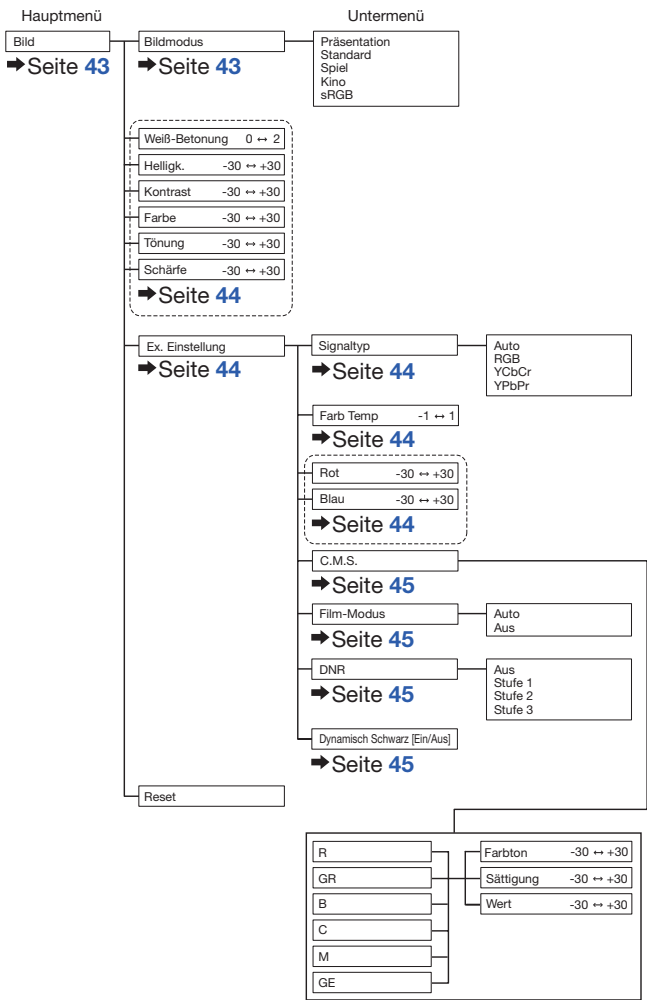 Hauptmenü
Untermenü
Bild
➡Seite 43
Bildmodus
➡Seite 43
Präsentation
Standard
Spiel
Kino
sRGB
Weiß-Betonung 0 ↔ 2
Helligk. -30 ↔ +30
Kontrast -30 ↔ +30
Farbe -30 ↔ +30
Tönung -30 ↔ +30
Schärfe -30 ↔ +30
➡Seite 44
Ex. Einstellung
➡Seite 44
Signaltyp
➡Seite 44
Auto
RGB
YCbCr
YPbPr
Farb Temp -1 ↔ 1
➡Seite 44
Rot -30 ↔ +30
Blau -30 ↔ +30
➡Seite 44
C.M.S.
➡Seite 45
Film-Modus
➡Seite 45
Auto
Aus
DNR
➡Seite 45
Aus
Stufe 1
Stufe 2
Stufe 3
Dynamisch Schwarz [Ein/Aus]
➡Seite 45
Reset
R
GR
B
C
M
GE
Farbton -30 ↔ +30
Sättigung -30 ↔ +30
Wert -30 ↔ +30